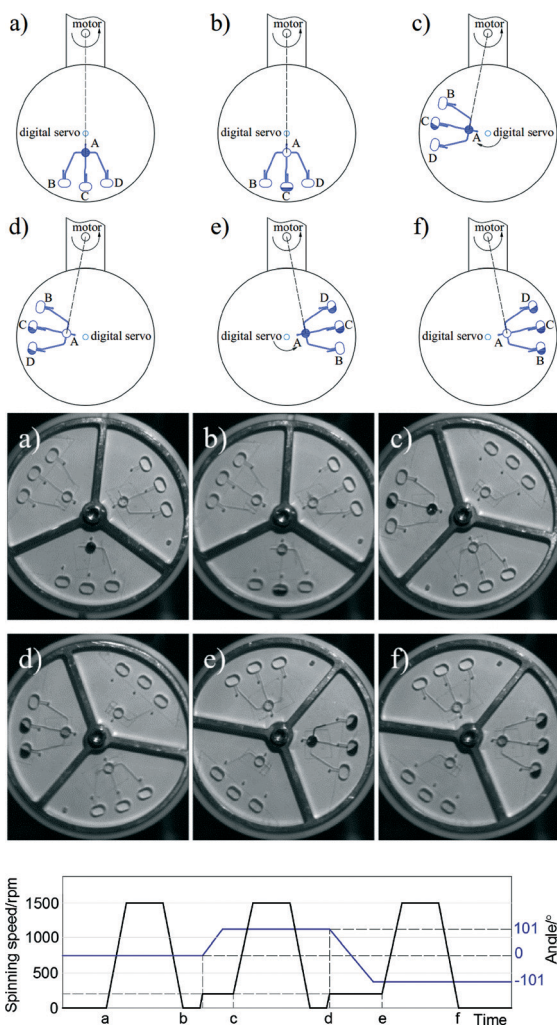 a)
motor
digital servo
A
B
C
D
b)
motor
digital servo
A
B
C
D
c)
motor
B
C
A
D
digital servo
d)
motor
B
C
A
D
digital servo
e)
motor
D
C
digital servo
A
B
f)
motor
D
C
digital servo
A
B
a)
b)
c)
d)
e)
f)
Spinning speed/rpm
1500
1000
500
0
101
0
-101
Angle/°
a b c d e f Time